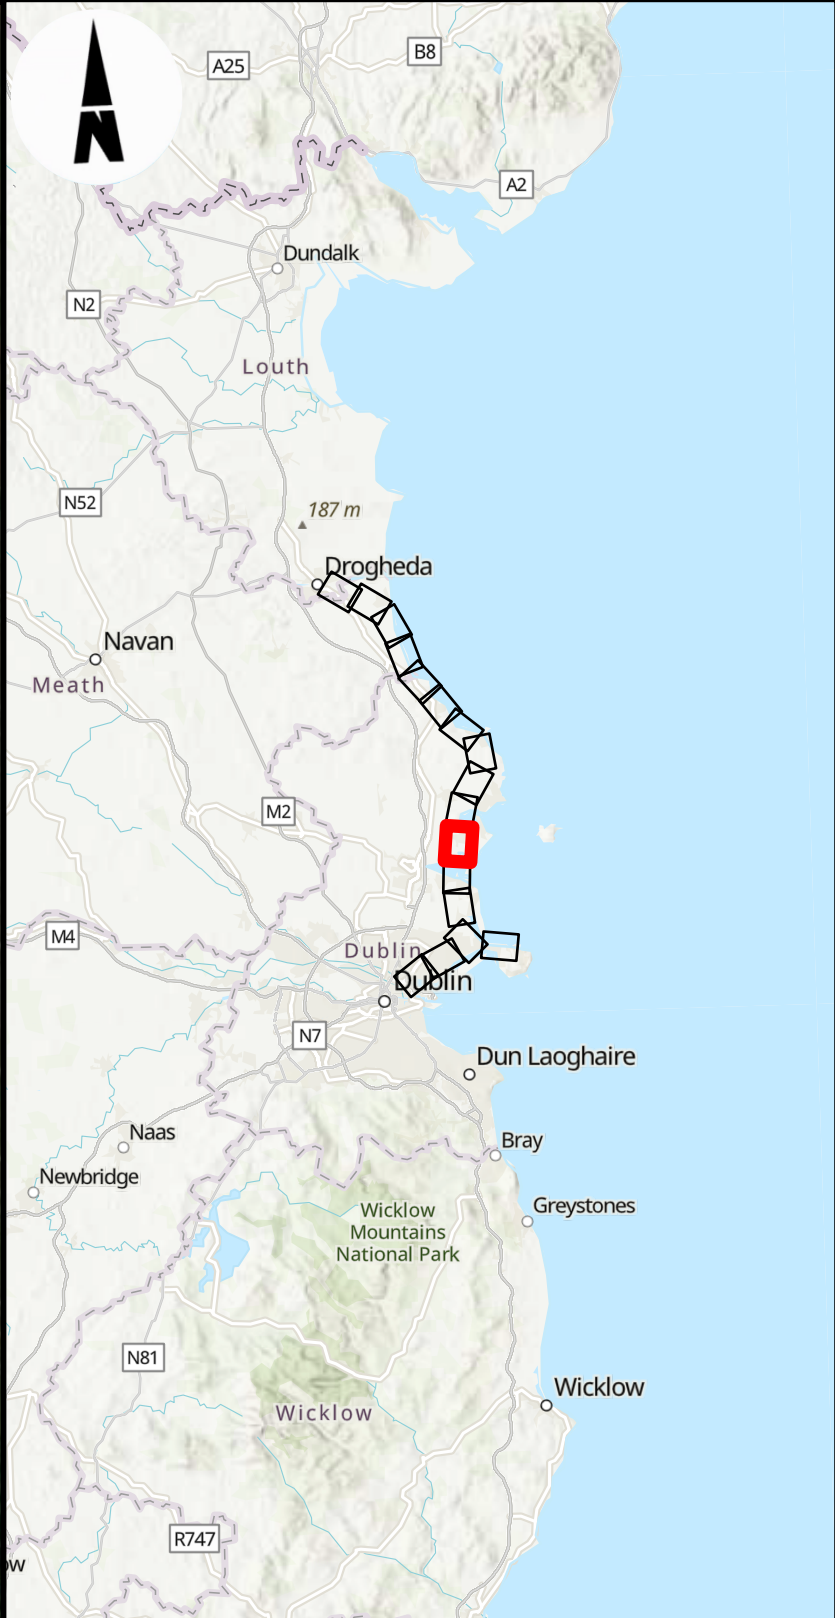 B8
A25
A2
N
Dundalk
N2
Louth
N52
187 m
Drogheda
Navan
Meath
M2
M4
Dublin
Dublin
N7
Dun Laoghaire
Naas
Bray
Newbridge
Greystones
Wicklow
Mountains
National Park
N81
Wicklow
Wicklow
R747
ow